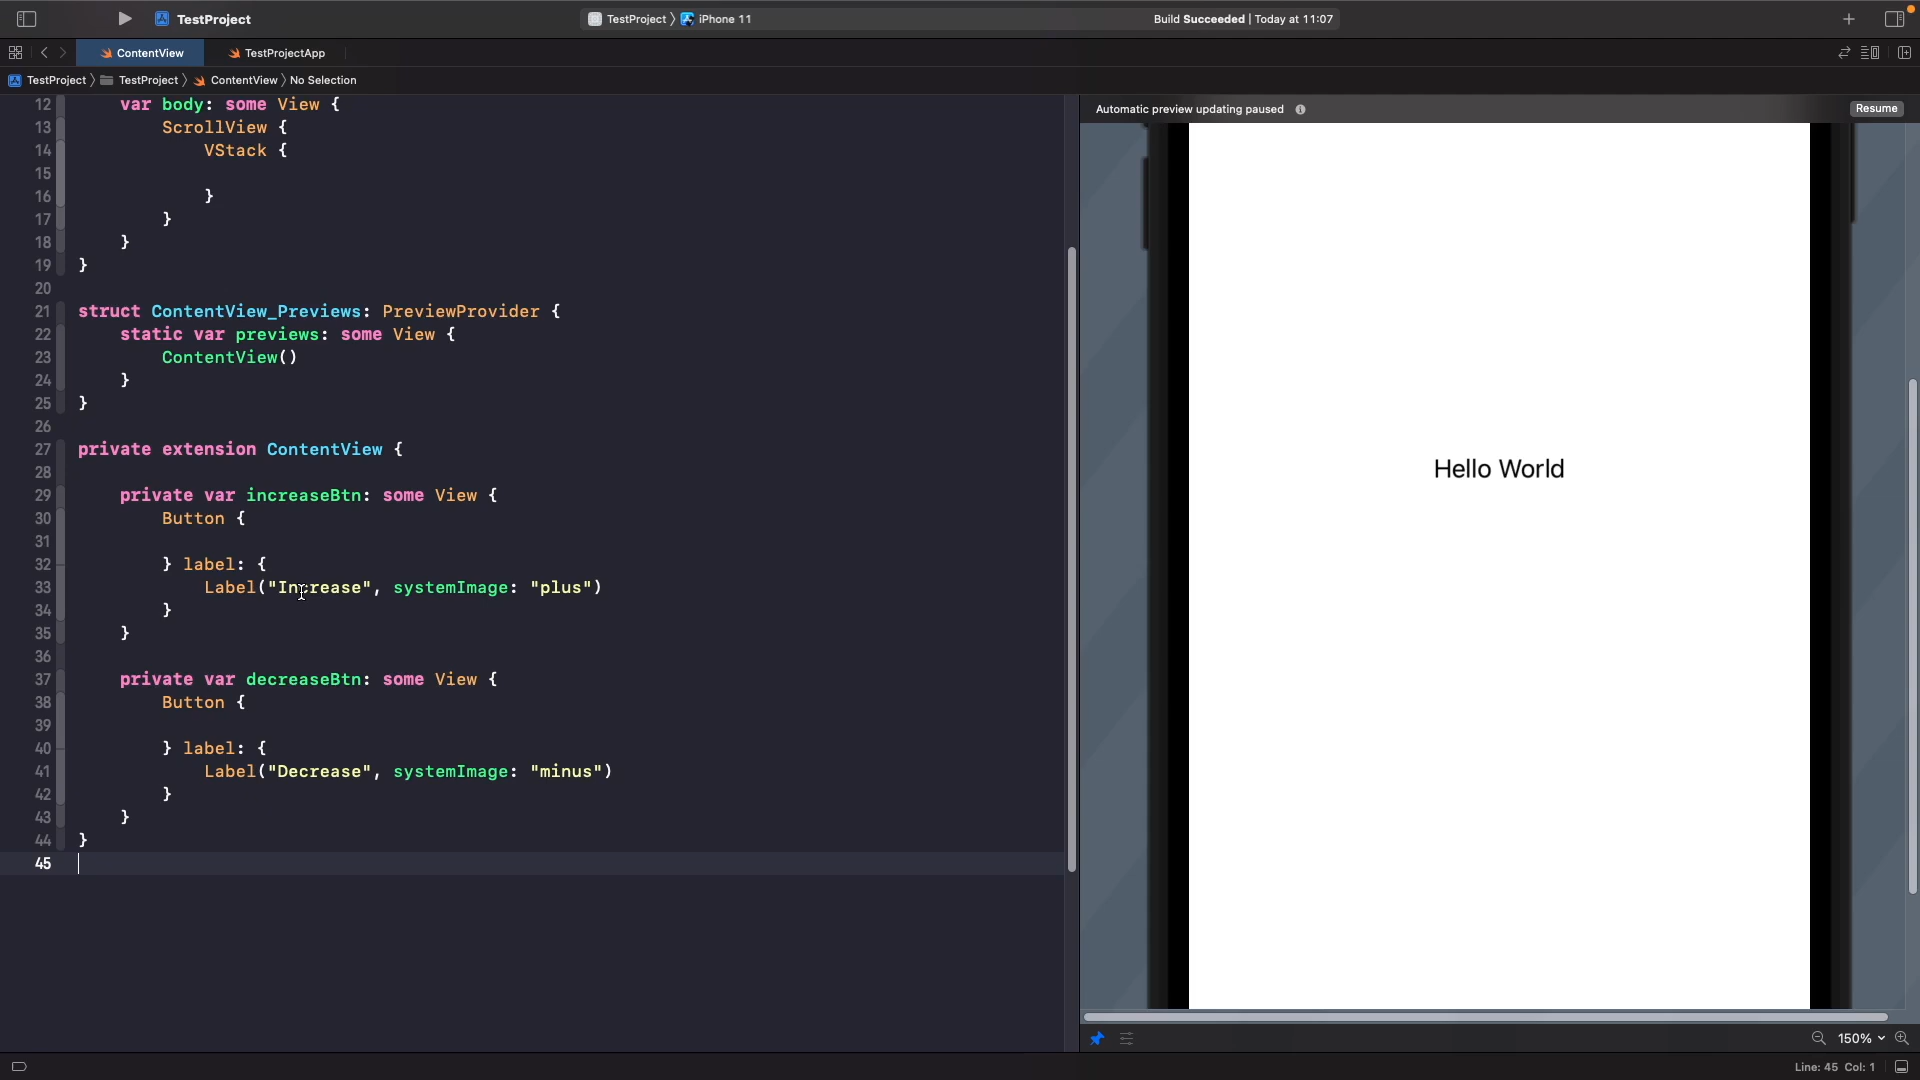 TestProject
TestProject 〉 iPhone 11
Build Succeeded | Today at 11:07
ContentView
TestProjectApp
TestProject 〉 TestProject 〉 ContentView 〉 No Selection
12 var body: some View {
13 ScrollView {
14 VStack {
15
16 }
17 }
18 }
19 }
20
21 struct ContentView_Previews: PreviewProvider {
22 static var previews: some View {
23 ContentView()
24 }
25 }
26
27 private extension ContentView {
28
29 private var increaseBtn: some View {
30 Button {
31
32 } label: {
33 Label("Increase", systemImage: "plus")
34 }
35 }
36
37 private var decreaseBtn: some View {
38 Button {
39
40 } label: {
41 Label("Decrease", systemImage: "minus")
42 }
43 }
44 }
45
Automatic preview updating paused
Resume
Hello World
150%
Line: 45 Col: 1